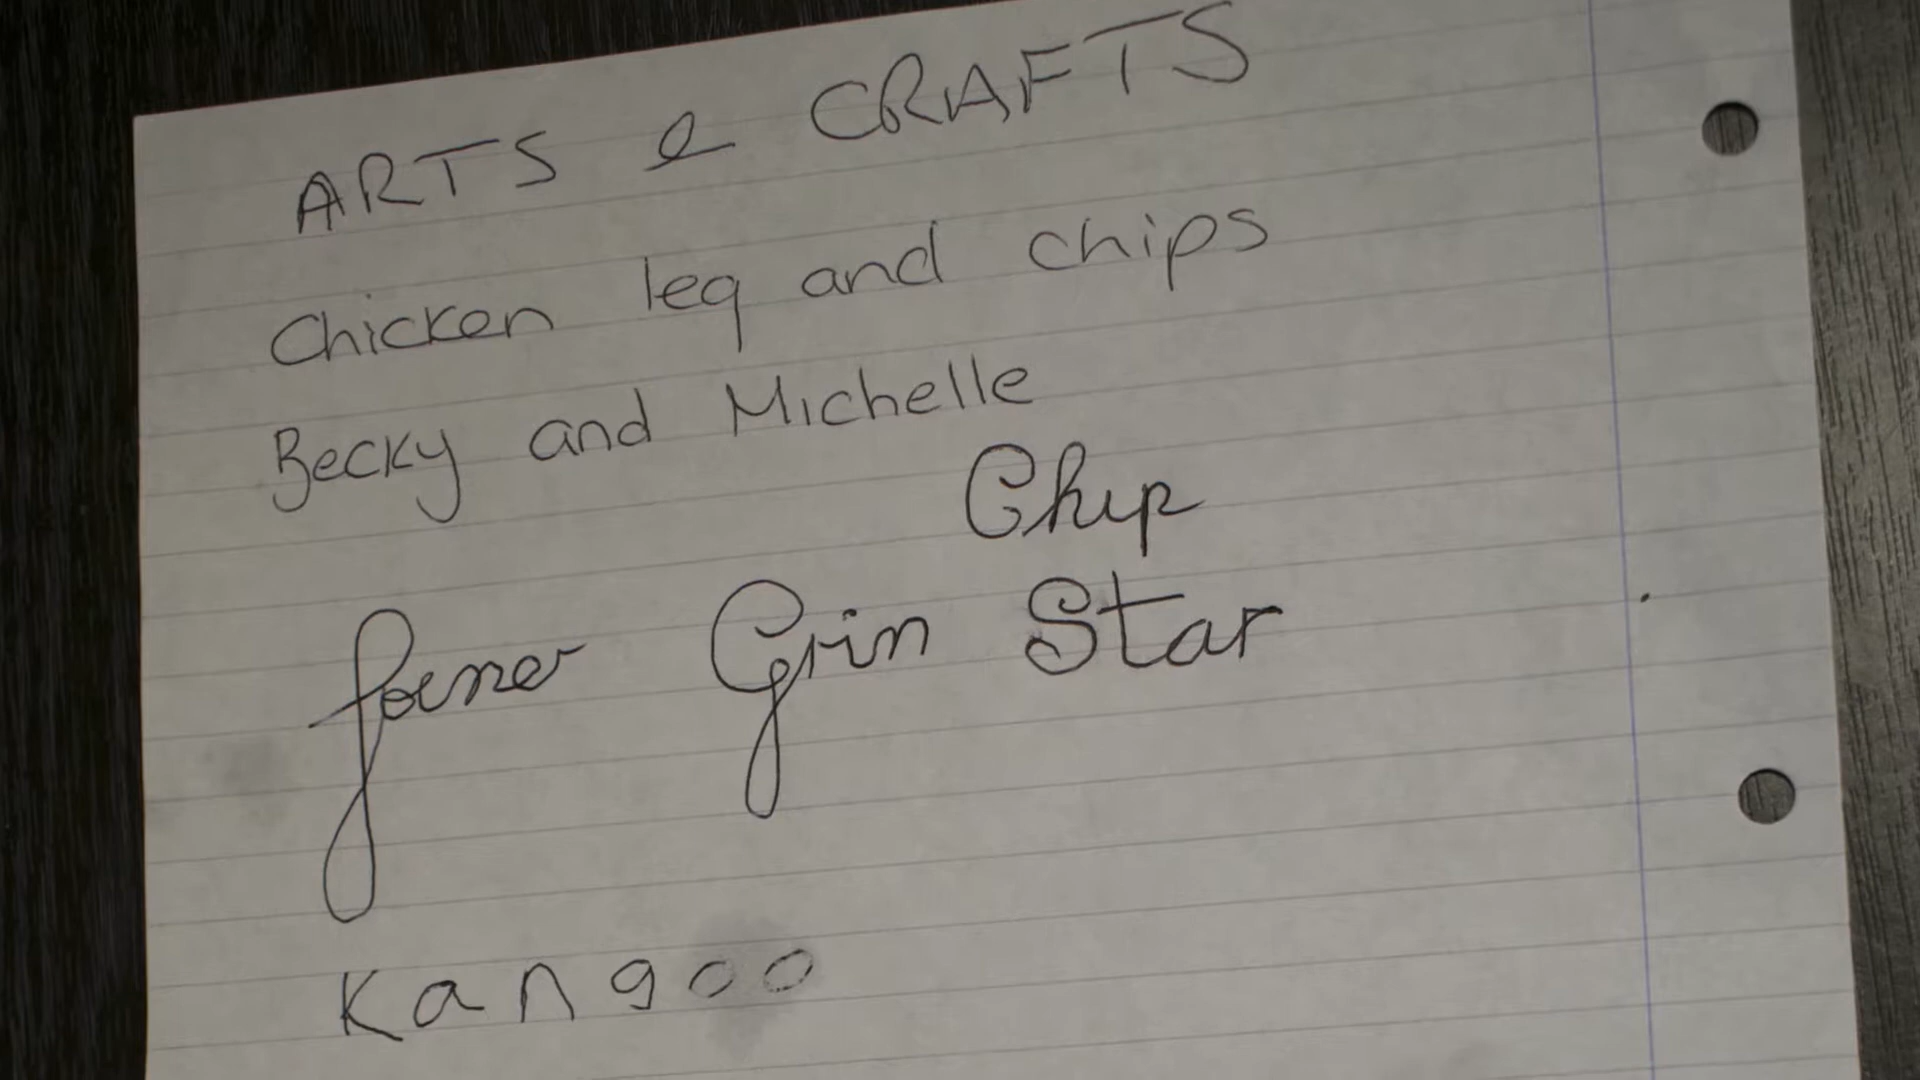 ARTS & CRAFTS
Chicken leg and chips
Becky and Michelle
Chip
Grin Star
Kangoo